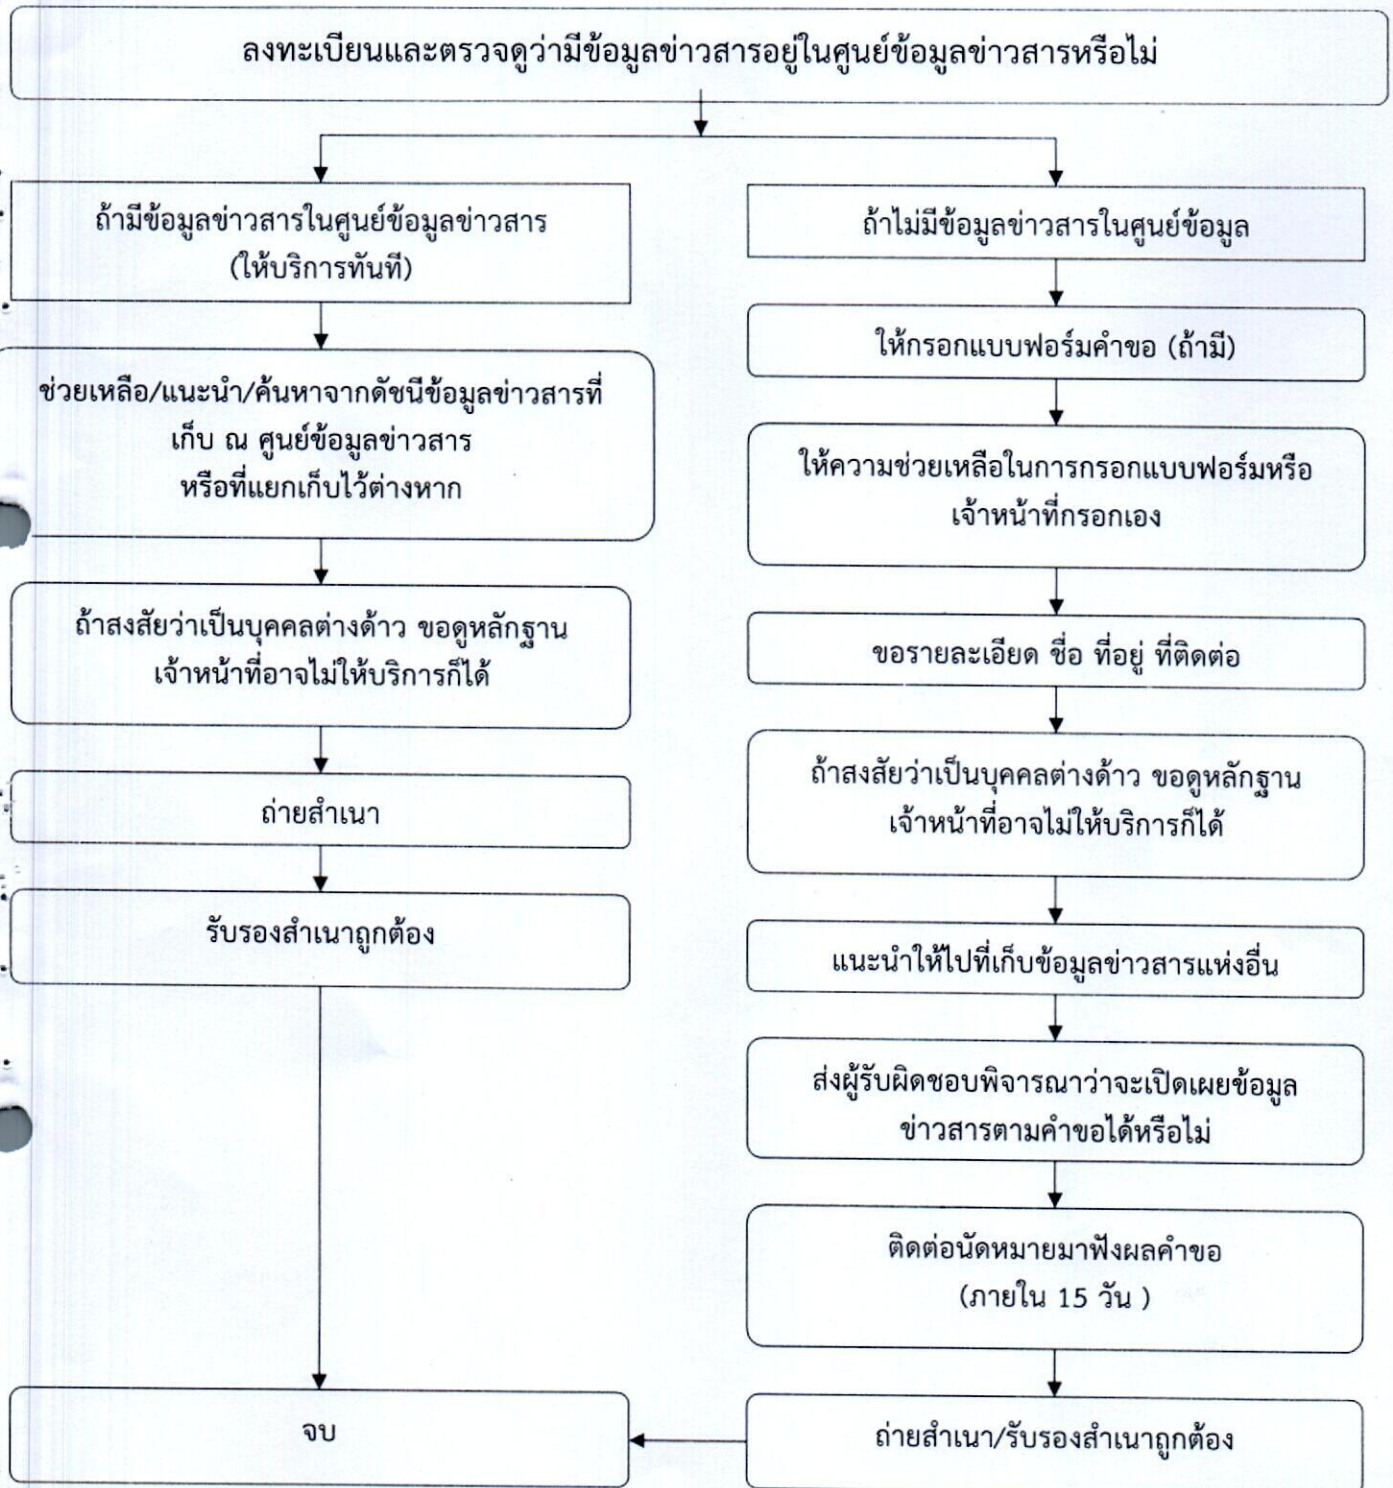 ลงทะเบียนและตรวจดูว่ามีข้อมูลข่าวสารอยู่ในศูนย์ข้อมูลข่าวสารหรือไม่
ถ้ามีข้อมูลข่าวสารในศูนย์ข้อมูลข่าวสาร
(ให้บริการทันที)
ช่วยเหลือ/แนะนำ/ค้นหาจากดัชนีข้อมูลข่าวสารที่
เก็บ ณ ศูนย์ข้อมูลข่าวสาร
หรือที่แยกเก็บไว้ต่างหาก
ถ้าสงสัยว่าเป็นบุคคลต่างด้าว ขอดูหลักฐาน
เจ้าหน้าที่อาจไม่ให้บริการก็ได้
ถ่ายสำเนา
รับรองสำเนาถูกต้อง
ถ้าไม่มีข้อมูลข่าวสารในศูนย์ข้อมูล
ให้กรอกแบบฟอร์มคำขอ (ถ้ามี)
ให้ความช่วยเหลือในการกรอกแบบฟอร์มหรือ
เจ้าหน้าที่กรอกเอง
ขอรายละเอียด ชื่อ ที่อยู่ ที่ติดต่อ
ถ้าสงสัยว่าเป็นบุคคลต่างด้าว ขอดูหลักฐาน
เจ้าหน้าที่อาจไม่ให้บริการก็ได้
แนะนำให้ไปที่เก็บข้อมูลข่าวสารแห่งอื่น
ส่งผู้รับผิดชอบพิจารณาว่าจะเปิดเผยข้อมูล
ข่าวสารตามคำขอได้หรือไม่
ติดต่อนัดหมายมาฟังผลคำขอ
(ภายใน 15 วัน )
ถ่ายสำเนา/รับรองสำเนาถูกต้อง
จบ